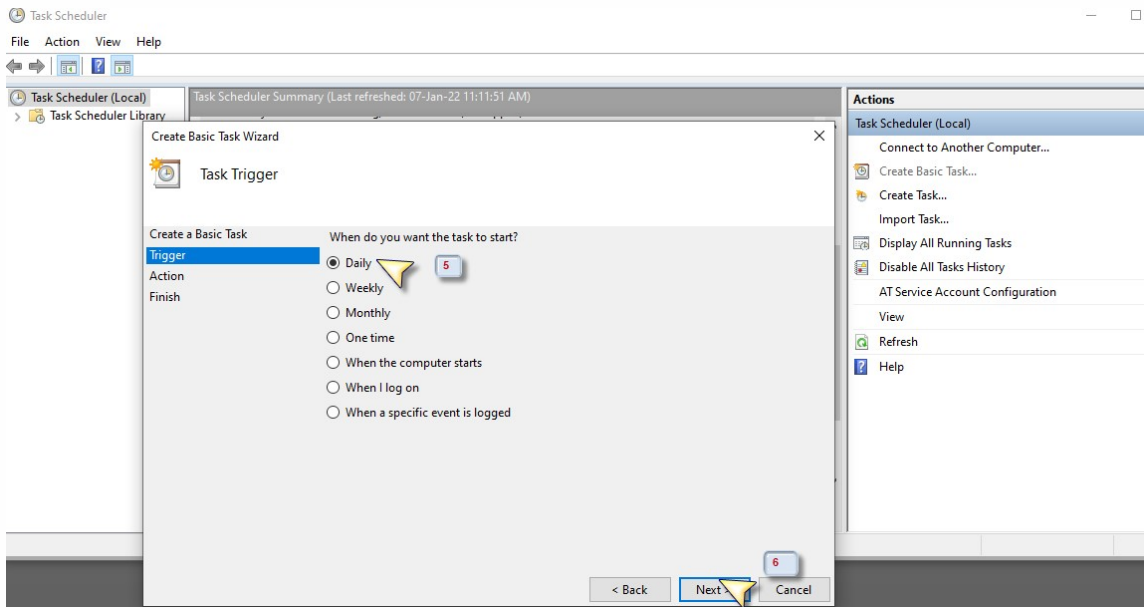 Task Scheduler
File Action View Help
Task Scheduler (Local)
Task Scheduler Library
Task Scheduler Summary (Last refreshed: 07-Jan-22 11:11:51 AM)
Create Basic Task Wizard
Task Trigger
Create a Basic Task
Trigger
Action
Finish
When do you want the task to start?
Daily
5
Weekly
Monthly
One time
When the computer starts
When I log on
When a specific event is logged
6
< Back
Next >
Cancel
Actions
Task Scheduler (Local)
Connect to Another Computer...
Create Basic Task...
Create Task...
Import Task...
Display All Running Tasks
Disable All Tasks History
AT Service Account Configuration
View
Refresh
Help